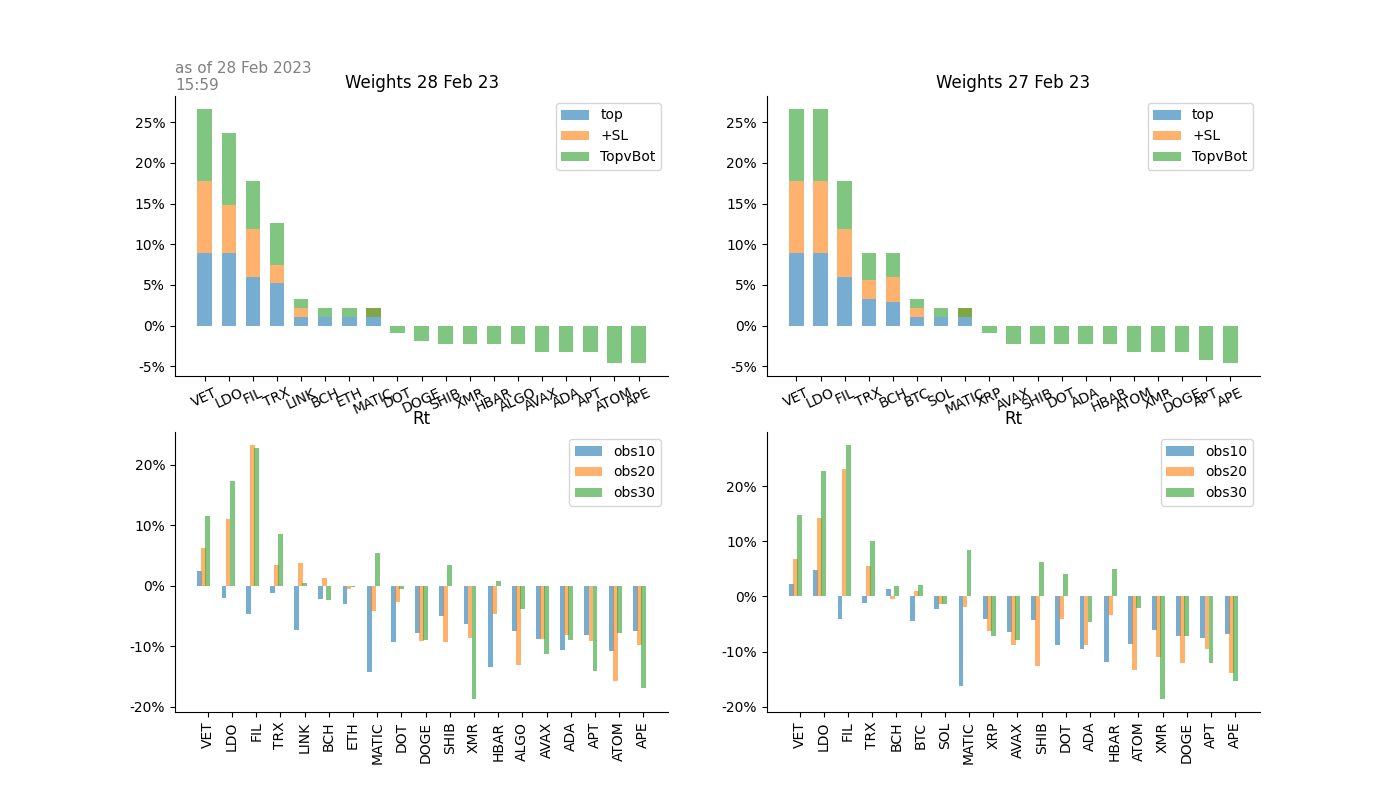 as of 28 Feb 2023
15:59
Weights 28 Feb 23
25%
20%
15%
10%
5%
0%
-5%
top
+SL
TopvBot
VET LDO FIL TRX LINK BCH ETH MATIC DOT DOGE SHIB XMR HBAR ALGO AVAX ADA APT ATOM APE
Weights 27 Feb 23
25%
20%
15%
10%
5%
0%
-5%
top
+SL
TopvBot
VET LDO FIL TRX BCH BTC SOL MATIC XRP AVAX SHIB DOT ADA HBAR ATOM XMR DOGE APT APE
Rt
20%
10%
0%
-10%
-20%
obs10
obs20
obs30
VET LDO FIL TRX LINK BCH ETH MATIC DOT DOGE SHIB XMR HBAR ALGO AVAX ADA APT ATOM APE
Rt
20%
10%
0%
-10%
-20%
obs10
obs20
obs30
VET LDO FIL TRX BCH BTC SOL MATIC XRP AVAX SHIB DOT ADA HBAR ATOM XMR DOGE APT APE